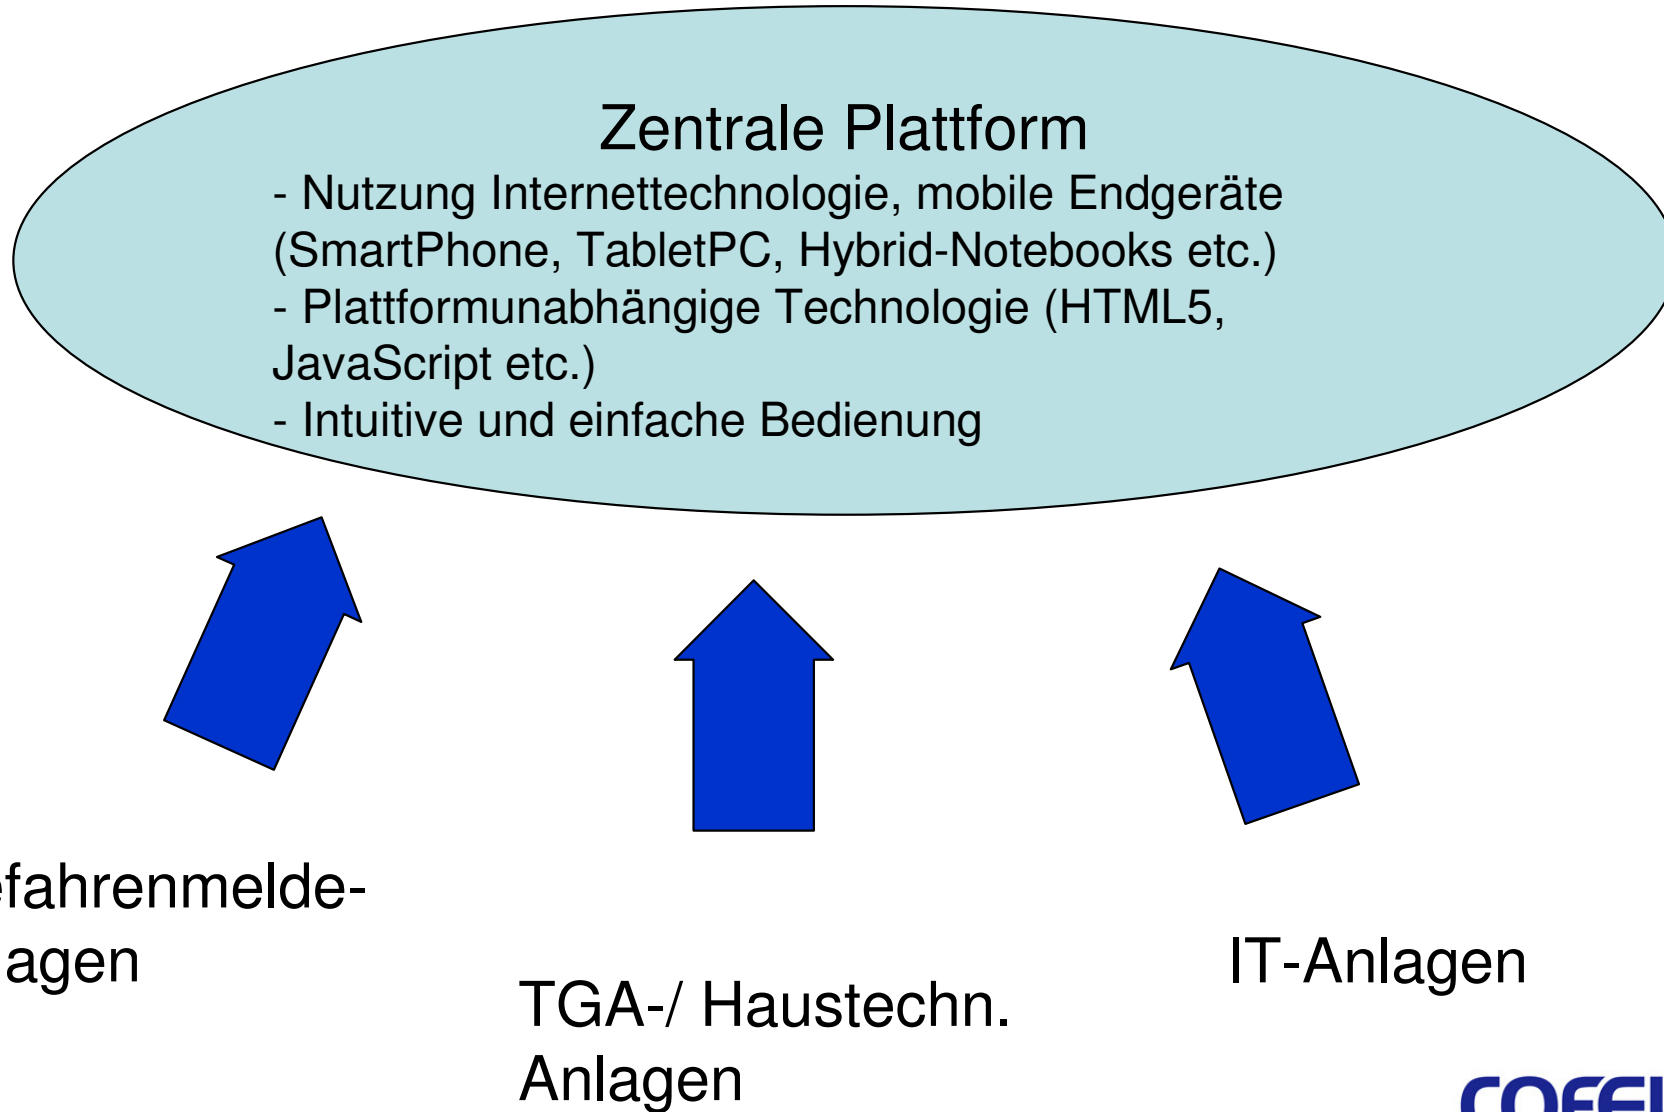 Zentrale Plattform
- Nutzung Internettechnologie, mobile Endgeräte
(SmartPhone, TabletPC, Hybrid-Notebooks etc.)
- Plattformunabhängige Technologie (HTML5,
JavaScript etc.)
- Intuitive und einfache Bedienung
efahrenmelde-
agen
TGA-/ Haustechn.
Anlagen
IT-Anlagen